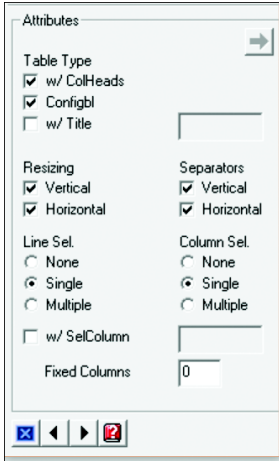 Attributes
Table Type
w/ ColHeads
Configbl
w/ Title
Resizing Separators
Vertical Vertical
Horizontal Horizontal
Line Sel. Column Sel.
None None
Single Single
Multiple Multiple
w/ SelColumn
Fixed Columns 0